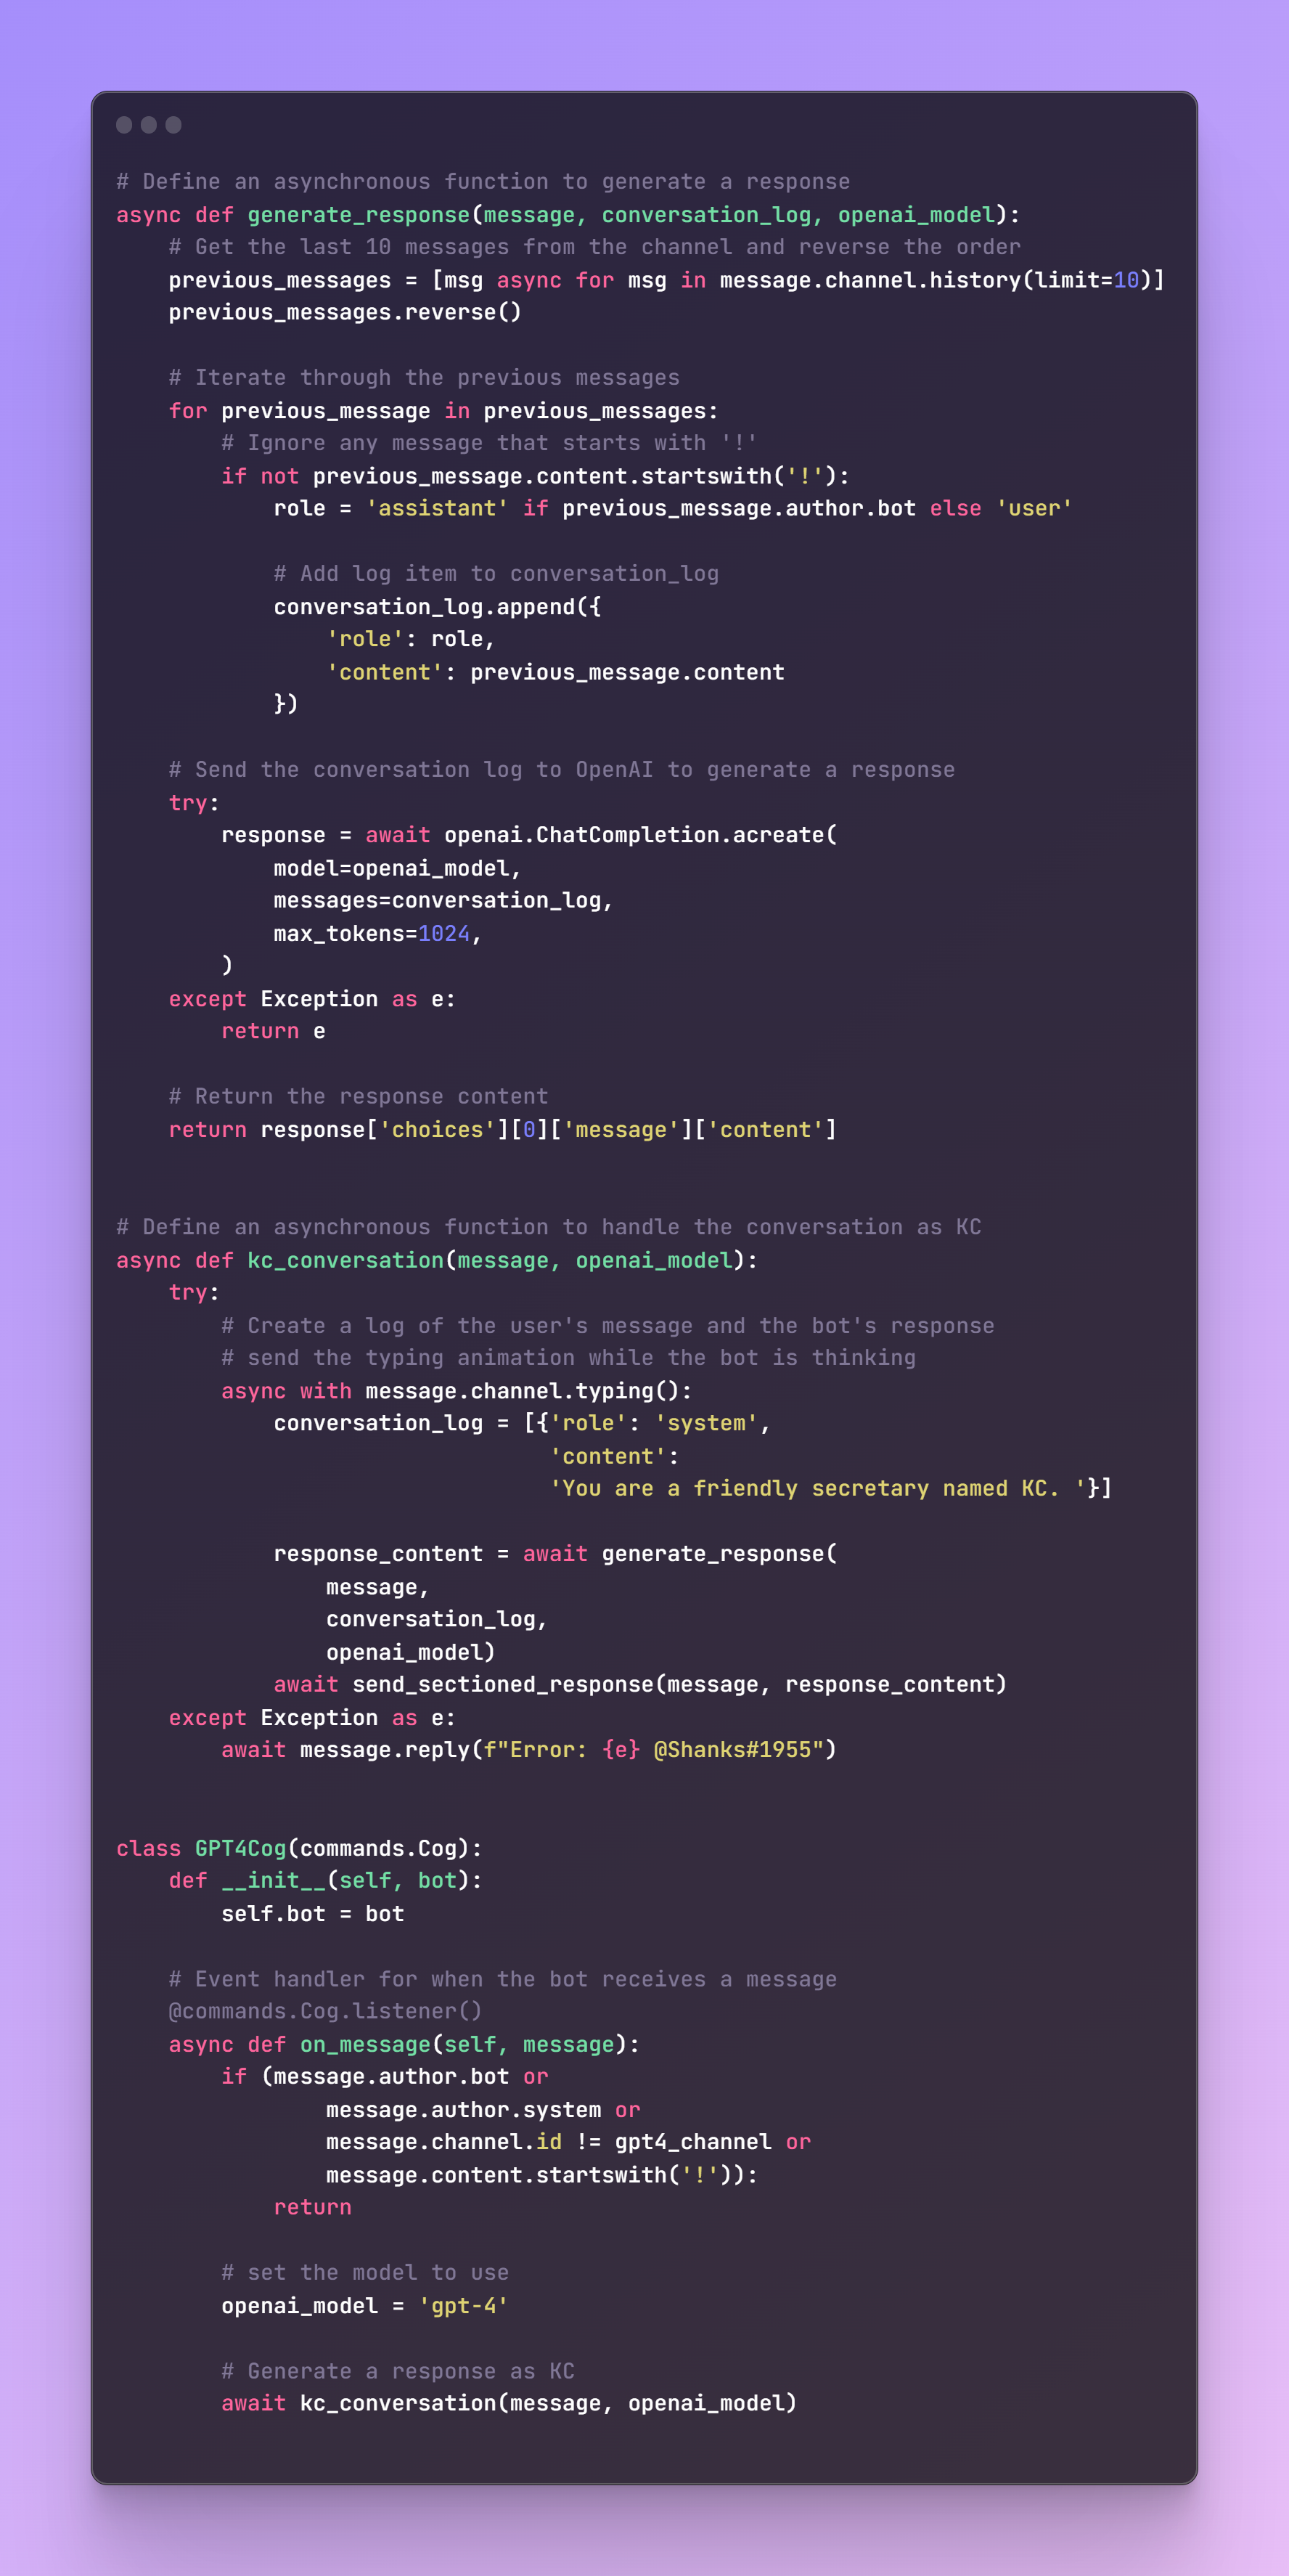 # Define an asynchronous function to generate a response
async def generate_response(message, conversation_log, openai_model):
    # Get the last 10 messages from the channel and reverse the order
    previous_messages = [msg async for msg in message.channel.history(limit=10)]
    previous_messages.reverse()

    # Iterate through the previous messages
    for previous_message in previous_messages:
        # Ignore any message that starts with '!'
        if not previous_message.content.startswith('!'):
            role = 'assistant' if previous_message.author.bot else 'user'

            # Add log item to conversation_log
            conversation_log.append({
                'role': role,
                'content': previous_message.content
            })

    # Send the conversation log to OpenAI to generate a response
    try:
        response = await openai.ChatCompletion.acreate(
            model=openai_model,
            messages=conversation_log,
            max_tokens=1024,
        )
    except Exception as e:
        return e

    # Return the response content
    return response['choices'][0]['message']['content']


# Define an asynchronous function to handle the conversation as KC
async def kc_conversation(message, openai_model):
    try:
        # Create a log of the user's message and the bot's response
        # send the typing animation while the bot is thinking
        async with message.channel.typing():
            conversation_log = [{'role': 'system',
                                 'content':
                                 'You are a friendly secretary named KC. '}]

            response_content = await generate_response(
                message,
                conversation_log,
                openai_model)
            await send_sectioned_response(message, response_content)
    except Exception as e:
        await message.reply(f"Error: {e} @Shanks#1955")


class GPT4Cog(commands.Cog):
    def __init__(self, bot):
        self.bot = bot

    # Event handler for when the bot receives a message
    @commands.Cog.listener()
    async def on_message(self, message):
        if (message.author.bot or
                message.author.system or
                message.channel.id != gpt4_channel or
                message.content.startswith('!')):
            return

        # set the model to use
        openai_model = 'gpt-4'

        # Generate a response as KC
        await kc_conversation(message, openai_model)